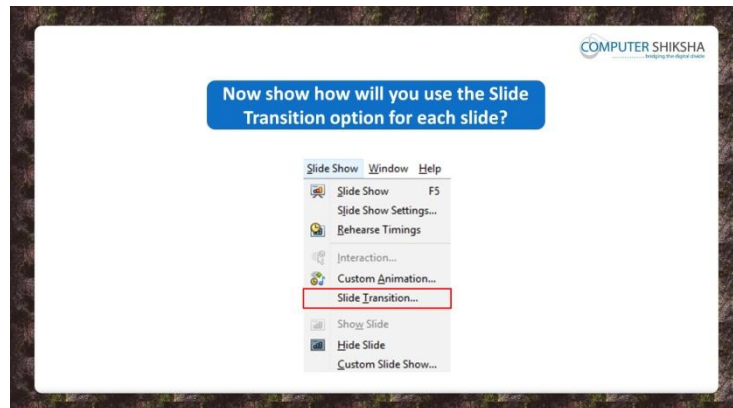 COMPUTER SHIKSHA
bridging the digital divide
Now show how will you use the Slide
Transition option for each slide?
Slide Show Window Help
Slide Show F5
Slide Show Settings...
Rehearse Timings
Interaction...
Custom Animation...
Slide Transition...
Show Slide
Hide Slide
Custom Slide Show...